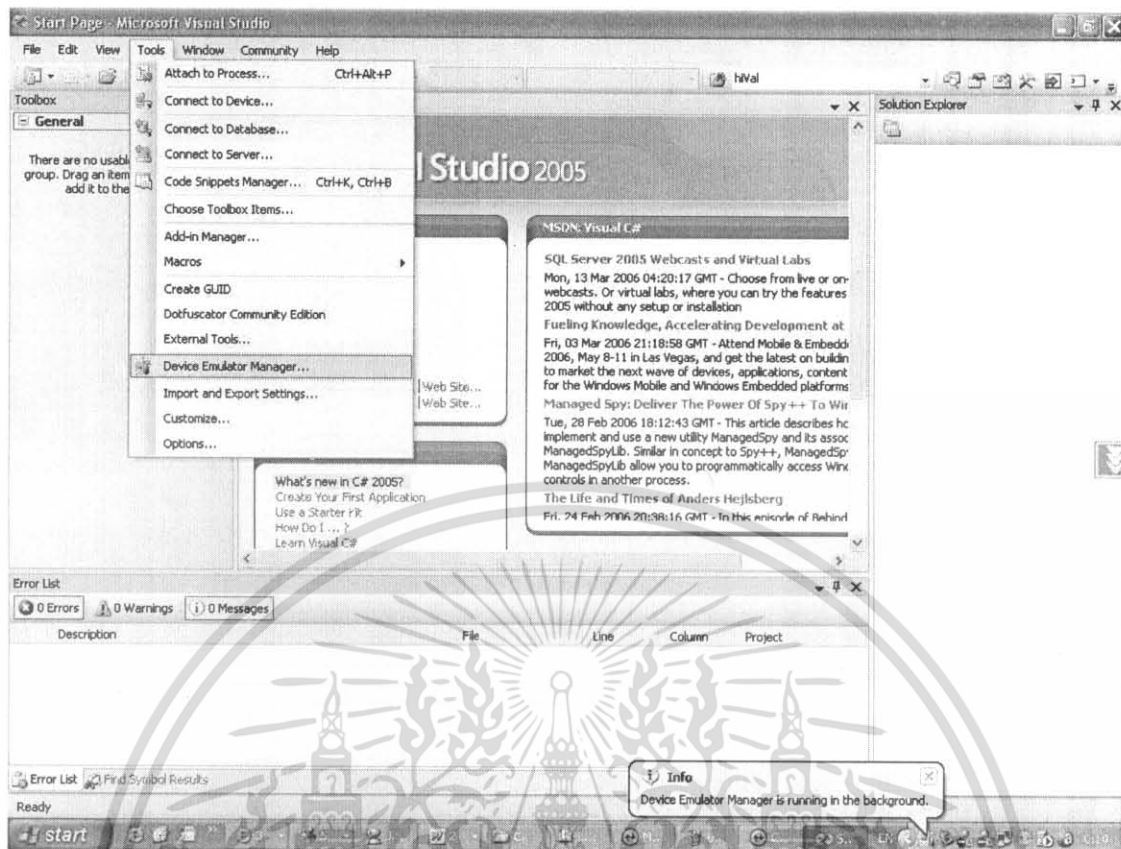 Start Page - Microsoft Visual Studio
File Edit View Tools Window Community Help
hiVal
Toolbox
General
There are no usabl
group. Drag an item
add it to the
Attach to Process... Ctrl+Alt+P
Connect to Device...
Connect to Database...
Connect to Server...
Code Snippets Manager... Ctrl+K, Ctrl+B
Choose Toolbox Items...
Add-in Manager...
Macros
Create GUID
Dotfuscator Community Edition
External Tools...
Device Emulator Manager...
Import and Export Settings...
Customize...
Options...
l Studio 2005
Web Site...
Web Site...
What's new in C# 2005?
Create Your First Application
Use a Starter Kit
How Do I ... ?
Learn Visual C#
MSDN: Visual C#
SQL Server 2005 Webcasts and Virtual Labs
Mon, 13 Mar 2006 04:20:17 GMT - Choose from live or on-
webcasts. Or virtual labs, where you can try the features
2005 without any setup or installation
Fueling Knowledge, Accelerating Development at
Fri, 03 Mar 2006 21:18:58 GMT - Attend Mobile & Embedde
2006, May 8-11 in Las Vegas, and get the latest on buildin
to market the next wave of devices, applications, content
for the Windows Mobile and Windows Embedded platforms
Managed Spy: Deliver The Power Of Spy++ To Wir
Tue, 28 Feb 2006 18:12:43 GMT - This article describes hc
implement and use a new utility ManagedSpy and its assoc
ManagedSpyLib. Similar in concept to Spy++, ManagedSp
ManagedSpyLib allow you to programmatically access Winc
controls in another process.
The Life and Times of Anders Hejlsberg
Fri, 24 Feb 2006 20:38:16 GMT - In this episode of Behind
Solution Explorer
Error List
0 Errors 0 Warnings 0 Messages
Description File Line Column Project
Error List Find Symbol Results
Ready
Info
Device Emulator Manager is running in the background.
start
EN